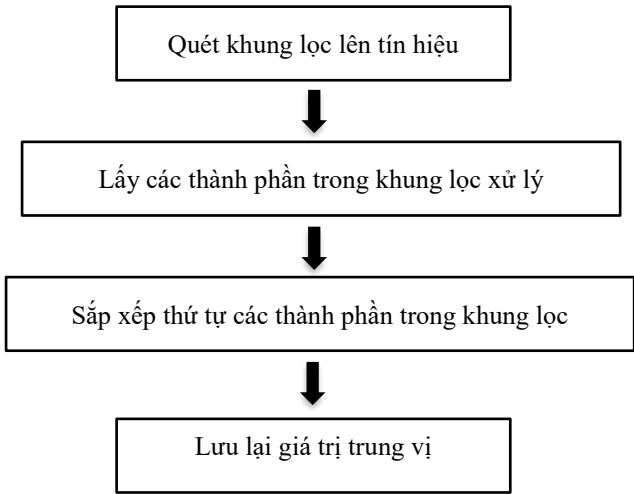 Quét khung lọc lên tín hiệu
Lấy các thành phần trong khung lọc xử lý
Sắp xếp thứ tự các thành phần trong khung lọc
Lưu lại giá trị trung vị